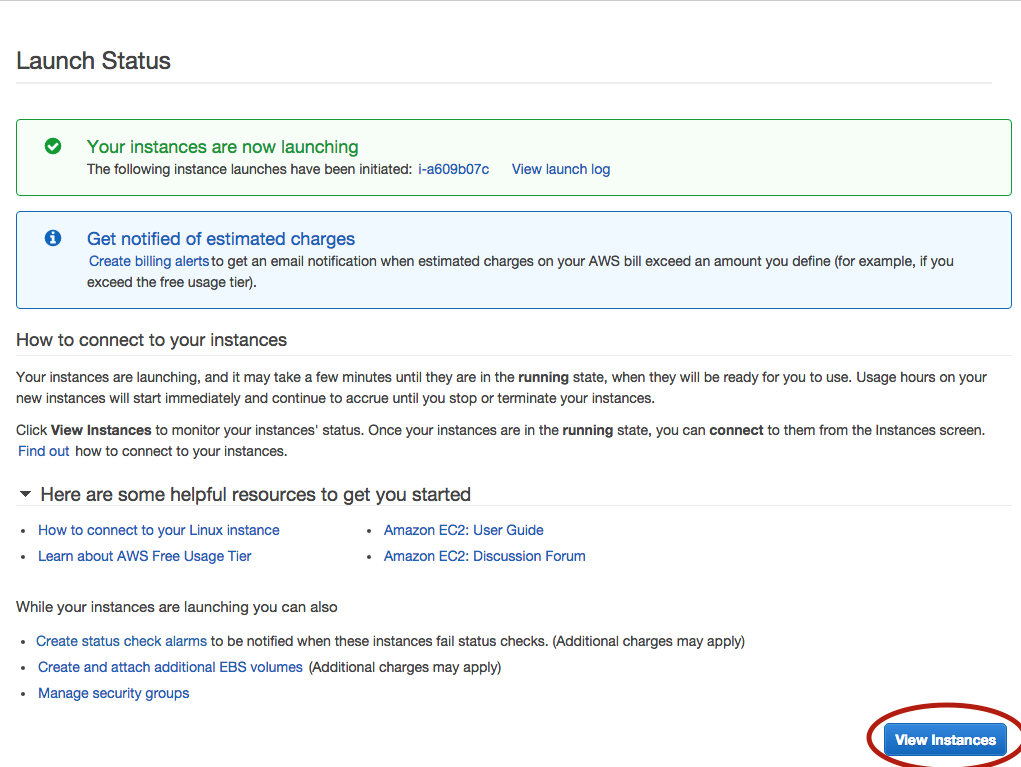 Launch Status
Your instances are now launching
The following instance launches have been initiated: i-a609b07c View launch log
Get notified of estimated charges
Create billing alerts to get an email notification when estimated charges on your AWS bill exceed an amount you define (for example, if you
exceed the free usage tier).
How to connect to your instances
Your instances are launching, and it may take a few minutes until they are in the running state, when they will be ready for you to use. Usage hours on your
new instances will start immediately and continue to accrue until you stop or terminate your instances.
Click View Instances to monitor your instances' status. Once your instances are in the running state, you can connect to them from the Instances screen.
Find out how to connect to your instances.
Here are some helpful resources to get you started
• How to connect to your Linux instance • Amazon EC2: User Guide
• Learn about AWS Free Usage Tier • Amazon EC2: Discussion Forum
While your instances are launching you can also
• Create status check alarms to be notified when these instances fail status checks. (Additional charges may apply)
• Create and attach additional EBS volumes (Additional charges may apply)
• Manage security groups
View Instances